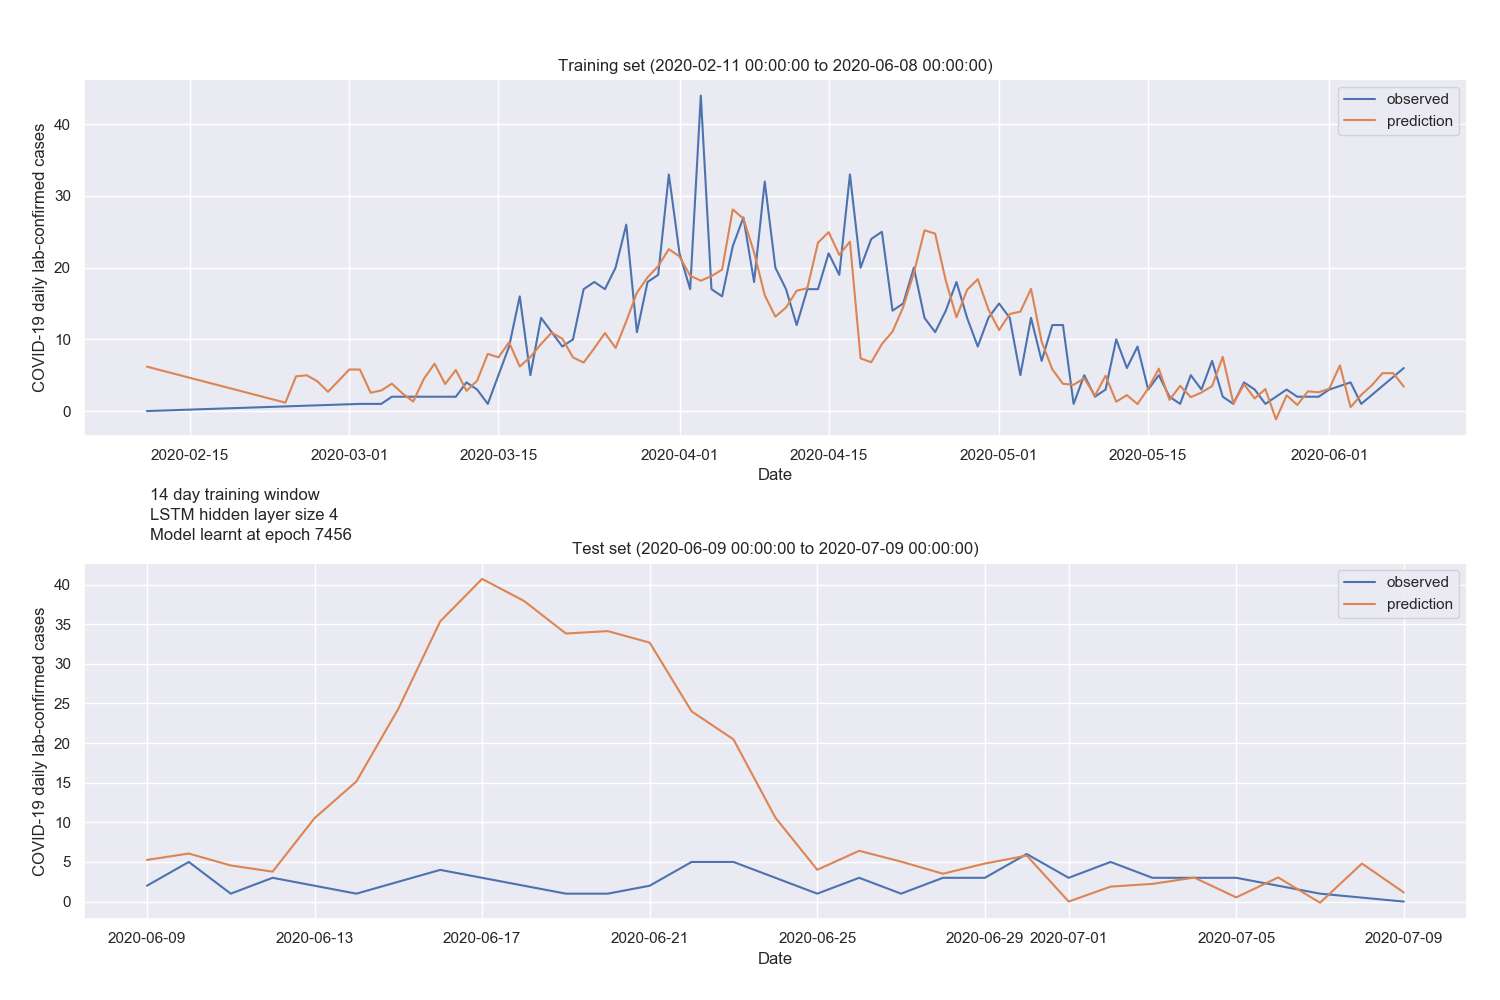 Training set (2020-02-11 00:00:00 to 2020-06-08 00:00:00)
observed
prediction
COVID-19 daily lab-confirmed cases
40
30
20
10
0
2020-02-15 2020-03-01 2020-03-15 2020-04-01 2020-04-15 2020-05-01 2020-05-15 2020-06-01
Date
14 day training window
LSTM hidden layer size 4
Model learnt at epoch 7456
Test set (2020-06-09 00:00:00 to 2020-07-09 00:00:00)
observed
prediction
COVID-19 daily lab-confirmed cases
40
35
30
25
20
15
10
5
0
2020-06-09 2020-06-13 2020-06-17 2020-06-21 2020-06-25 2020-06-29 2020-07-01 2020-07-05 2020-07-09
Date